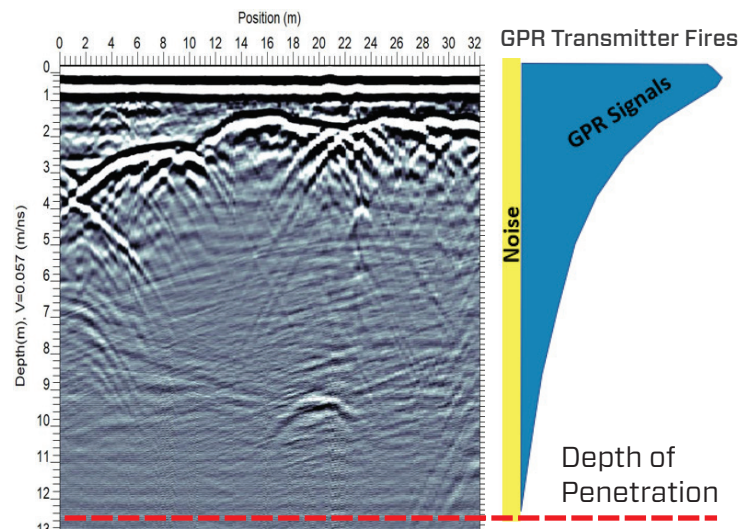 Position (m)
0 2 4 6 8 10 12 14 16 18 20 22 24 26 28 30 32
GPR Transmitter Fires
Depth(m), V=0.057 (m/ns)
0
1
2
3
4
5
6
7
8
9
10
11
12
13
Noise
GPR Signals
Depth of
Penetration